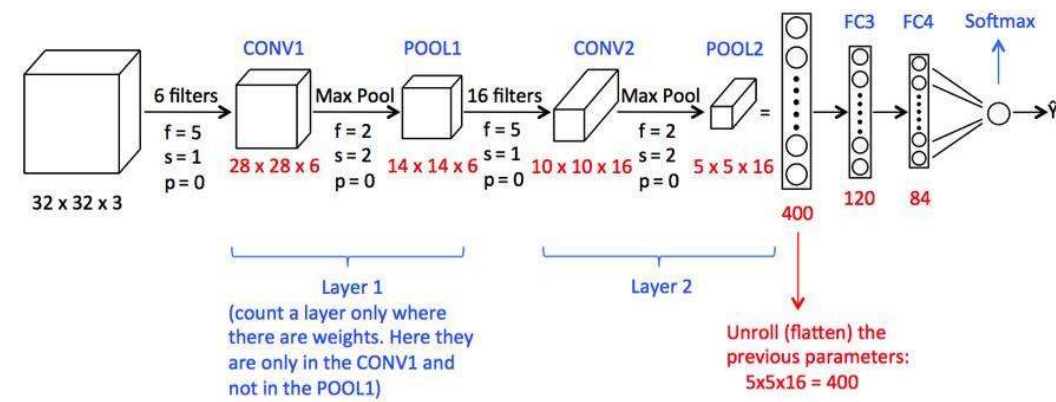 CONV1
POOL1
CONV2
POOL2
FC3
FC4
Softmax
6 filters
f = 5
s = 1
p = 0
Max Pool
f = 2
s = 2
p = 0
16 filters
f = 5
s = 1
p = 0
Max Pool
f = 2
s = 2
p = 0
=
Ŷ
32 x 32 x 3
28 x 28 x 6
14 x 14 x 6
10 x 10 x 16
5 x 5 x 16
400
120
84
Layer 1
(count a layer only where
there are weights. Here they
are only in the CONV1 and
not in the POOL1)
Layer 2
Unroll (flatten) the
previous parameters:
5x5x16 = 400